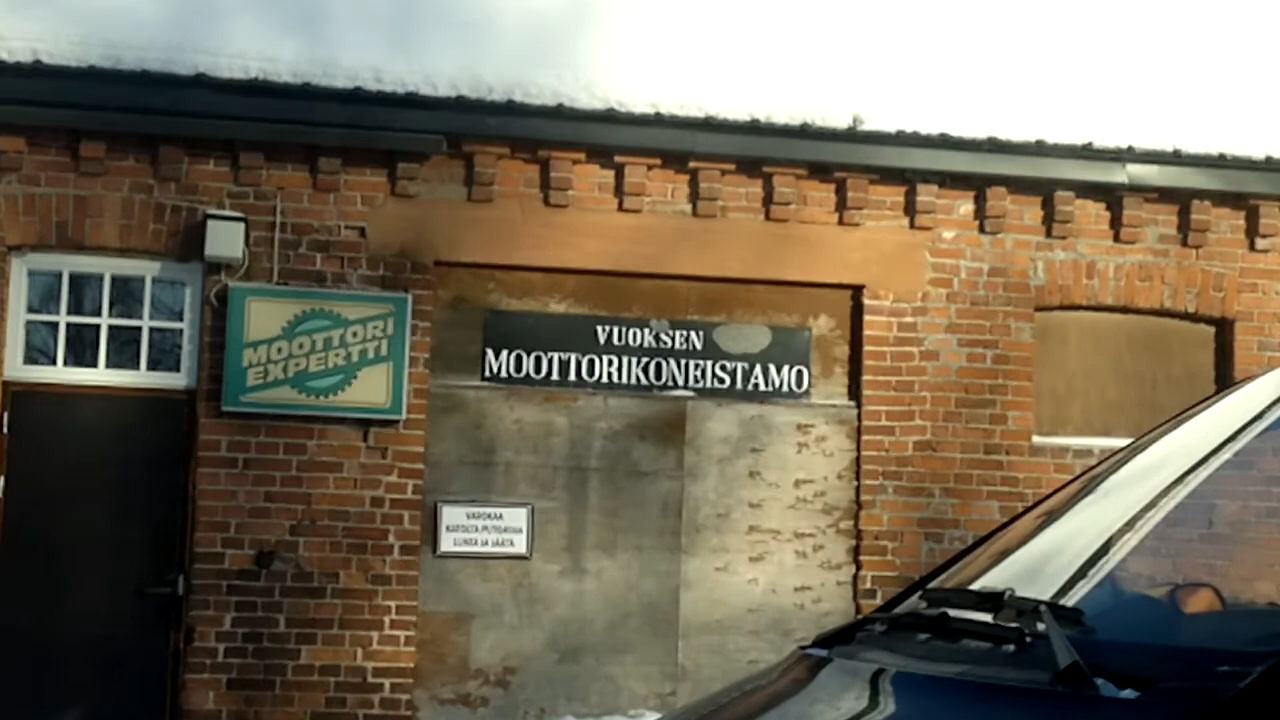 MOOTTORI
EXPERTTI
VUOKSEN
MOOTTORIKONEISTAMO
VAROKAA
KATOLTA PUTOAVAA
LUNTA JA JÄÄTÄ